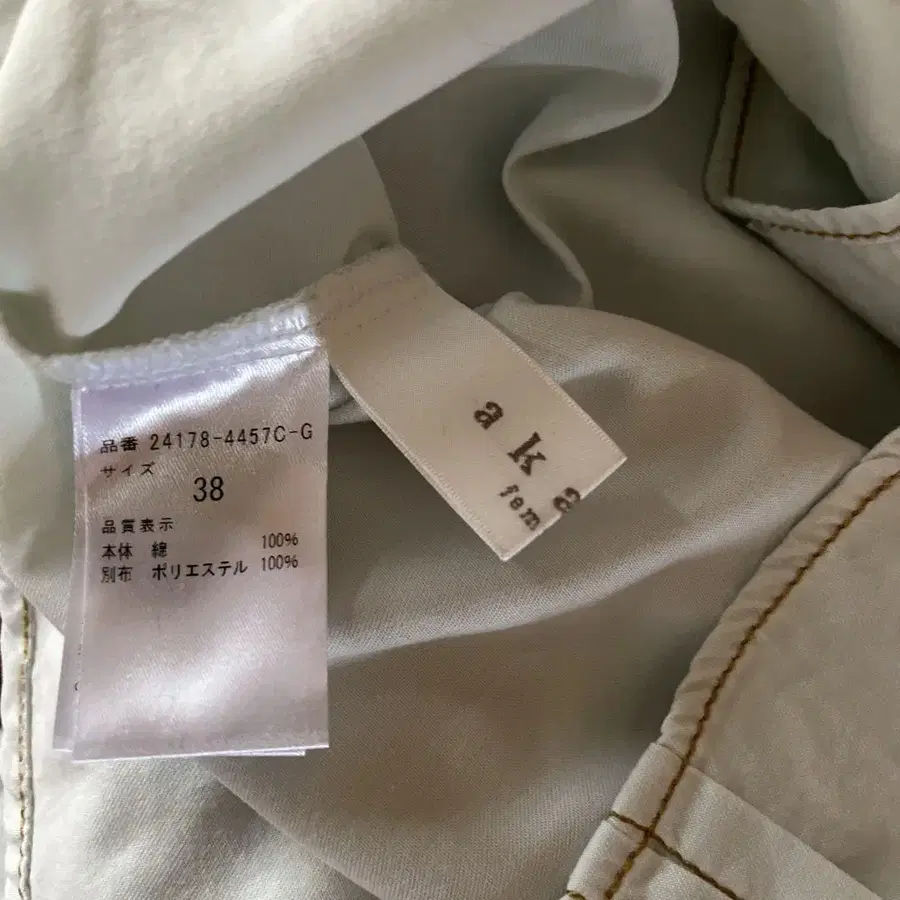 品番 24178-4457C-G
サイズ
38
品質表示
本体 綿 100%
別布 ポリエステル 100%
aka
fem